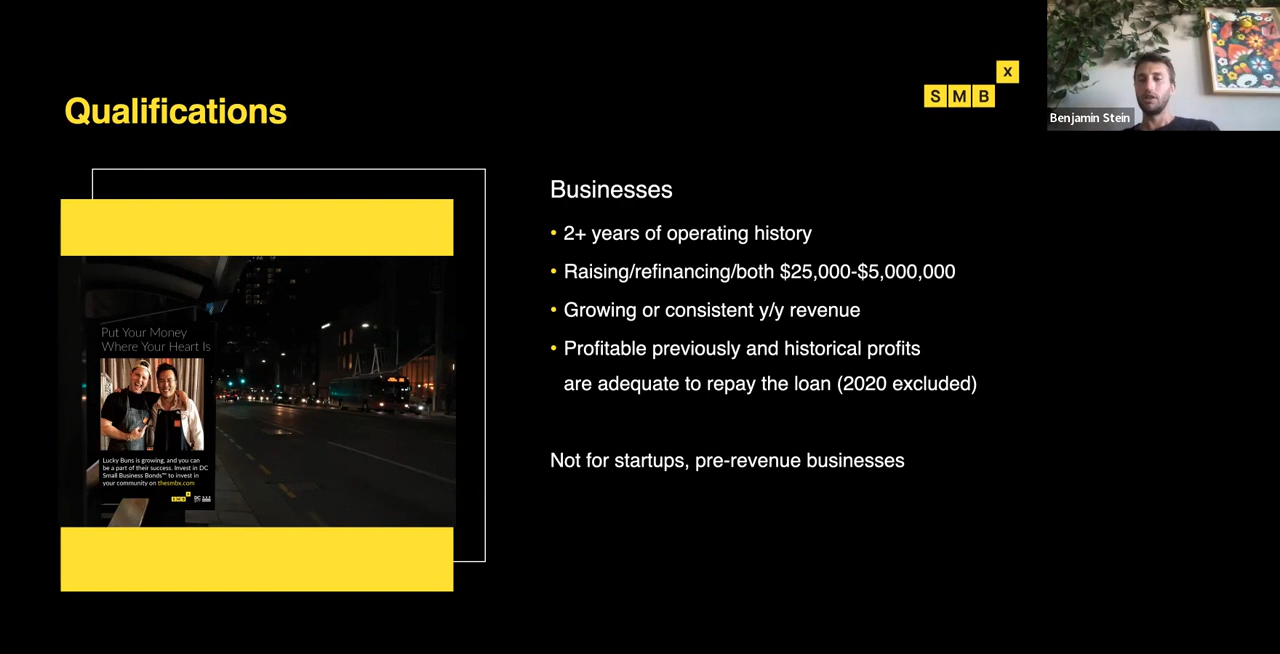 Qualifications
X
SMB
Benjamin Stein
Businesses
• 2+ years of operating history
• Raising/refinancing/both $25,000-$5,000,000
• Growing or consistent y/y revenue
• Profitable previously and historical profits
are adequate to repay the loan (2020 excluded)
Not for startups, pre-revenue businesses
Put Your Money
Where Your Heart Is
Lucky Buns is growing, and you can
be a part of their success. Invest in DC
Small Business Bonds™ to invest in
your community on thesmbx.com
X
SMB
DC